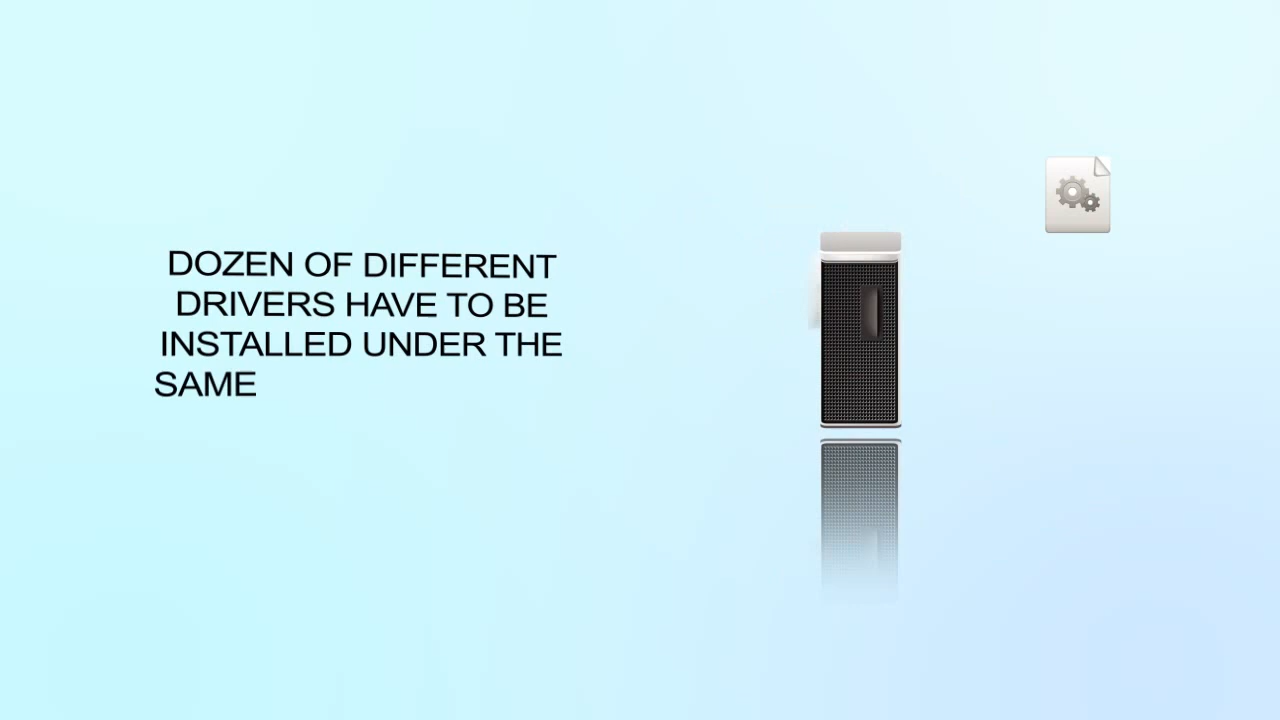 DOZEN OF DIFFERENT
DRIVERS HAVE TO BE
INSTALLED UNDER THE
SAME